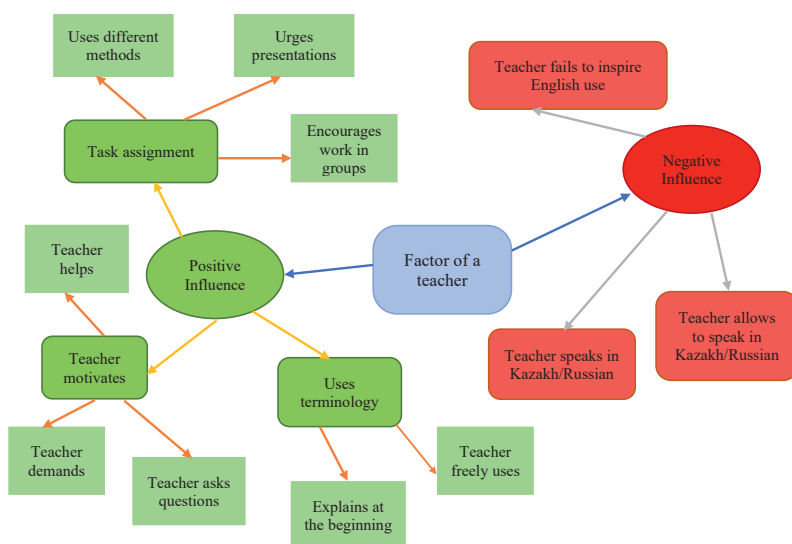 Uses different
methods
Urges
presentations
Teacher fails to inspire
English use
Task assignment
Encourages
work in
groups
Negative
Influence
Teacher
helps
Positive
Influence
Factor of a
teacher
Teacher allows
to speak in
Kazakh/Russian
Teacher speaks in
Kazakh/Russian
Teacher
motivates
Uses
terminology
Teacher
demands
Teacher asks
questions
Explains at
the beginning
Teacher
freely uses